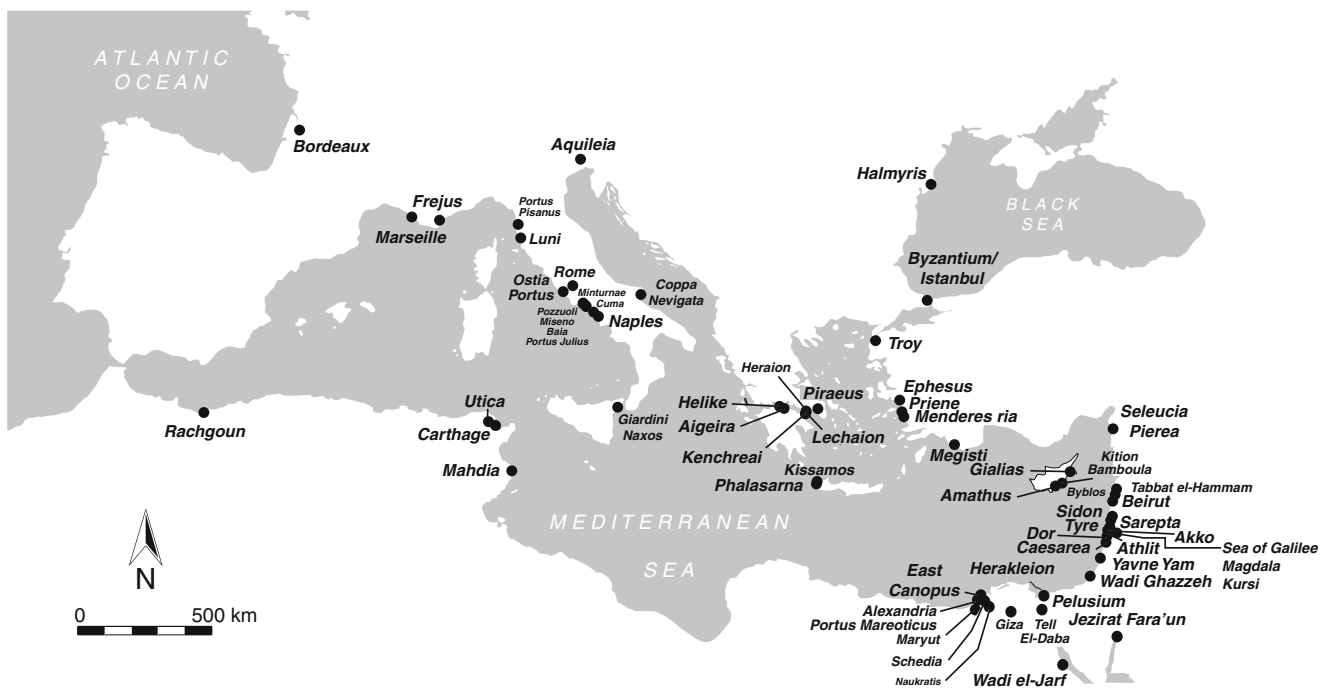 ATLANTIC
OCEAN
Bordeaux
Aquileia
Halmyris
BLACK
SEA
Frejus
Marseille
Portus
Pisanus
Luni
Byzantium/
Istanbul
Rome
Ostia
Portus
Minturnae
Cuma
Pozzuoli
Miseno
Baia
Portus Julius
Naples
Coppa
Nevigata
Troy
Heraion
Piraeus
Ephesus
Priene
Menderes ria
Helike
Aigeira
Lechaion
Kenchreai
Utica
Carthage
Rachgoun
Giardini
Naxos
Mahdia
Kissamos
Phalasarna
Megisti
Seleucia
Pierea
Gialias
Kition
Bamboula
Amathus
Byblos
Tabbat el-Hammam
Beirut
MEDITERRANEAN
SEA
Sidon
Tyre
Sarepta
Dor
Akko
Caesarea
Athlit
Sea of Galilee
Magdala
Kursi
Yavne Yam
Wadi Ghazzeh
East
Canopus
Herakleion
Alexandria
Portus Mareoticus
Maryut
Schedia
Naukratis
Giza
Pelusium
Tell
El-Daba
Jezirat Fara'un
Wadi el-Jarf
N
0 500 km